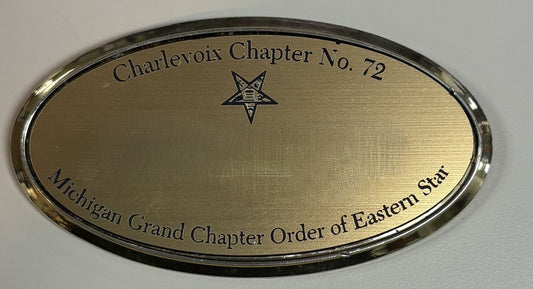 Charlevoix Chapter No. 72
Michigan Grand Chapter Order of Eastern Star